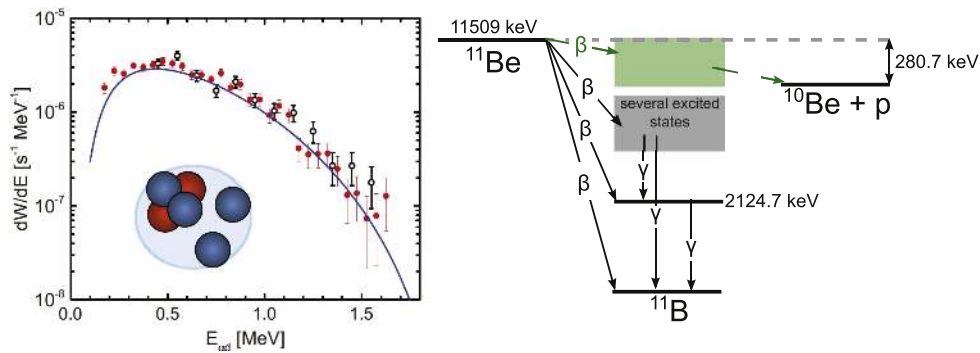 10⁻⁵
10⁻⁶
10⁻⁷
10⁻⁸
dW/dE [s⁻¹ MeV⁻¹]
0.0 0.5 1.0 1.5
E_αd [MeV]
11509 keV
¹¹Be
β
β
β
β
several excited
states
γ
γ
γ
280.7 keV
¹⁰Be + p
2124.7 keV
¹¹B